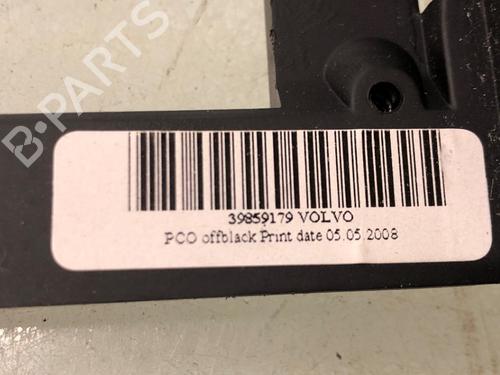 B-PARTS
39859179 VOLVO
PCO offblack Print date 05.05.2008